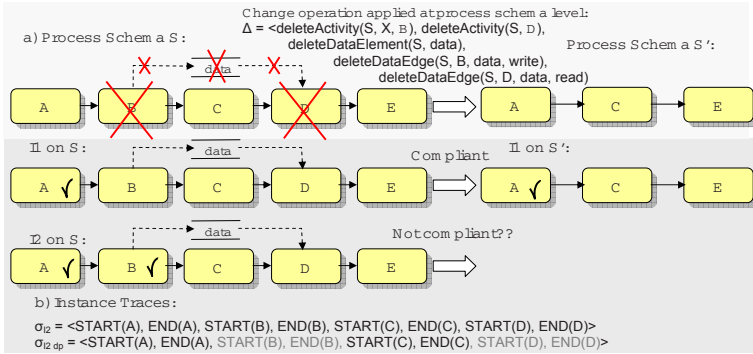 Change operation applied at process schema level:
Δ = <deleteActivity(S, X, B), deleteActivity(S, D),
deleteDataElement(S, data),
deleteDataEdge(S, B, data, write),
deleteDataEdge(S, D, data, read)
a) Process Schema S:
Process Schema S′:
data
A B C D E
A C E
I1 on S:
Compliant
I1 on S′:
data
A B C D E
A C E
I2 on S:
Not compliant??
data
A B C D E
b) Instance Traces:
σI2 = <START(A), END(A), START(B), END(B), START(C), END(C), START(D), END(D)>
σI2 dp = <START(A), END(A), START(B), END(B), START(C), END(C), START(D), END(D)>